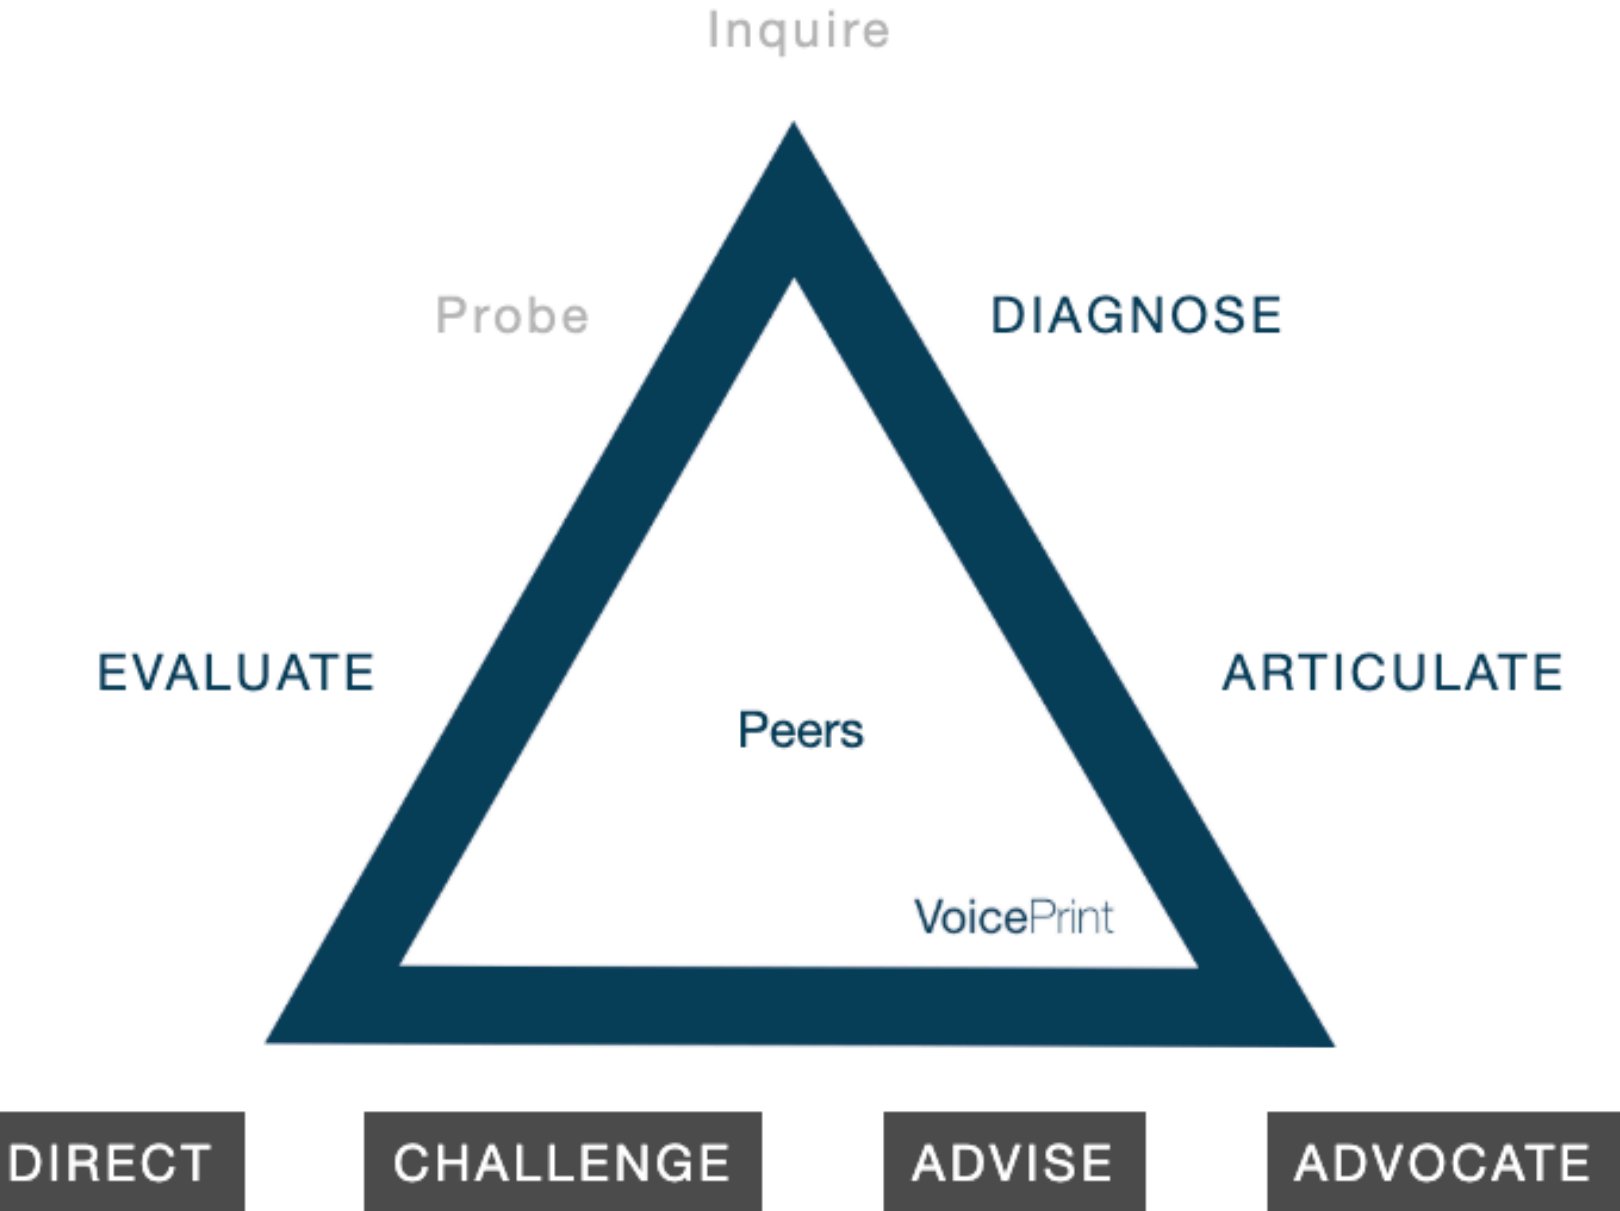 Inquire
Probe
DIAGNOSE
EVALUATE
ARTICULATE
Peers
VoicePrint
DIRECT
CHALLENGE
ADVISE
ADVOCATE